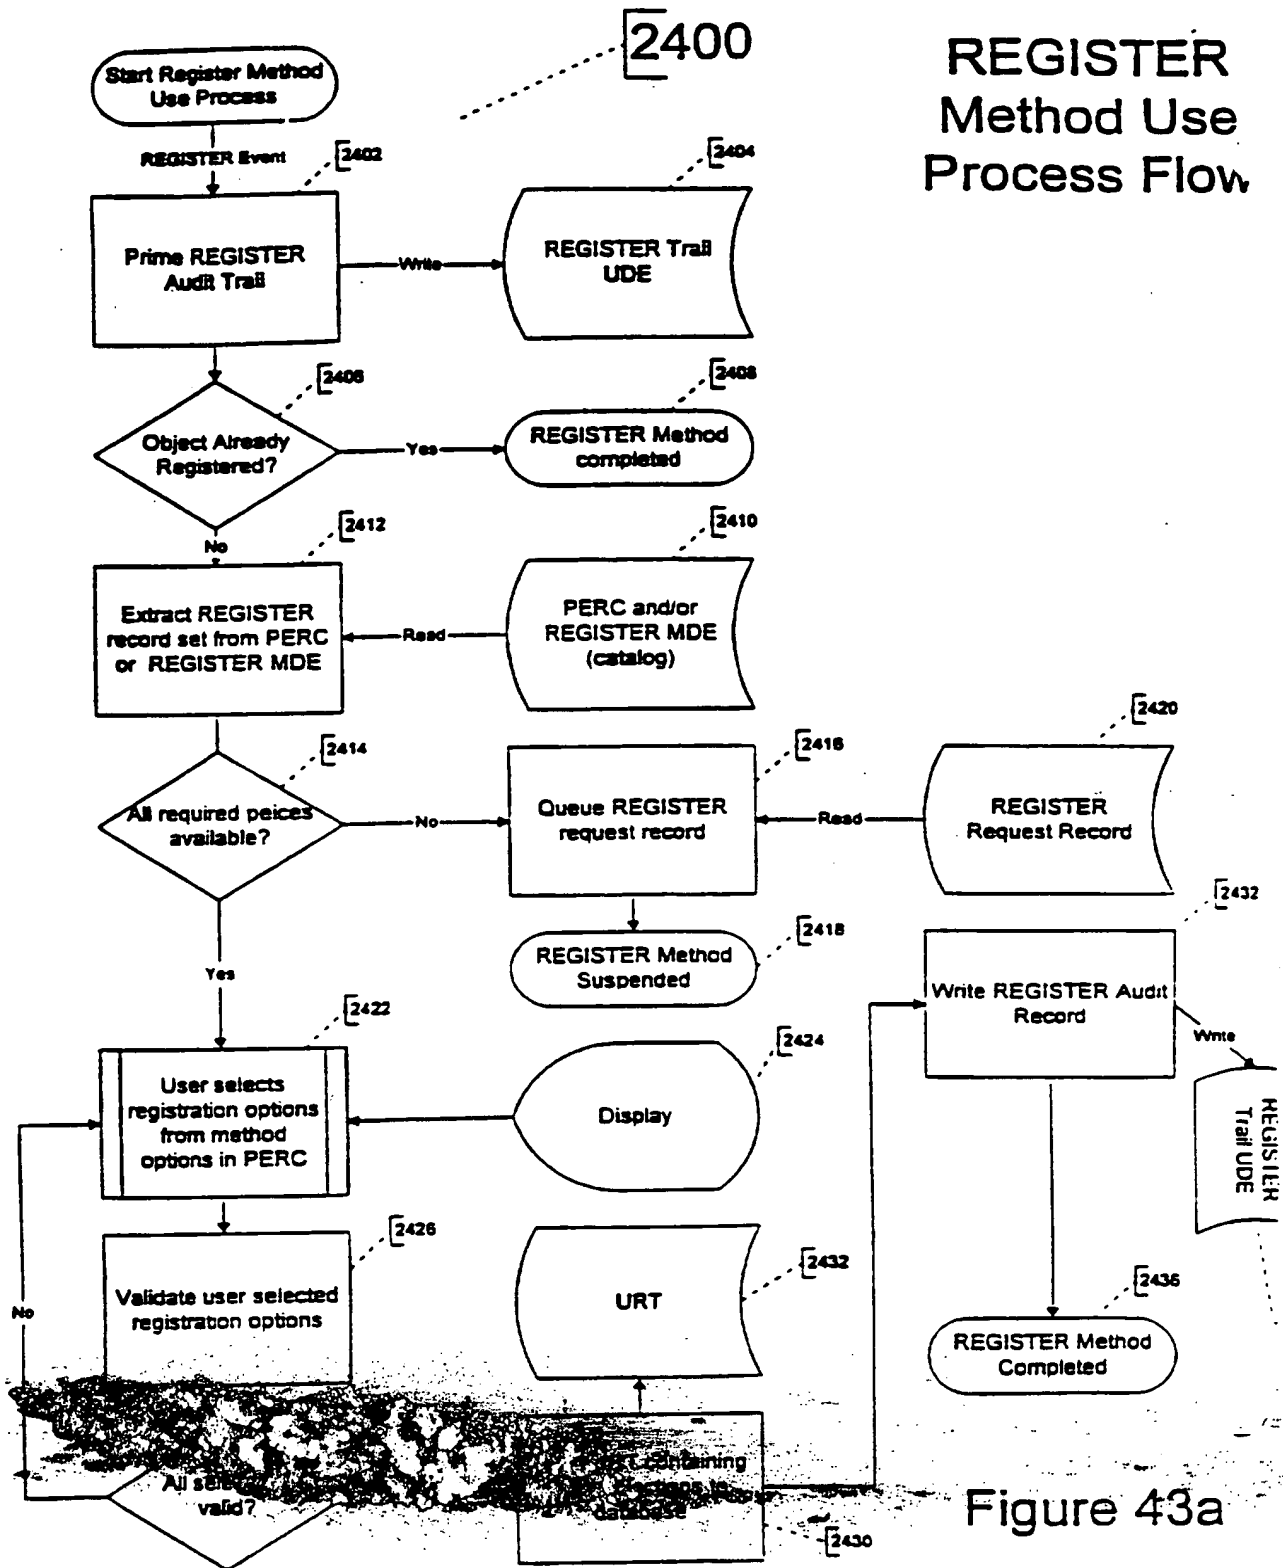 2400
REGISTER
Method Use
Process Flow
Start Register Method
Use Process
REGISTER Event
2402
2404
Prime REGISTER
Audit Trail
Write
REGISTER Trail
UDE
2406
2408
Object Already
Registered?
Yes
REGISTER Method
completed
No
2412
2410
Extract REGISTER
record set from PERC
or REGISTER MDE
Read
PERC and/or
REGISTER MDE
(catalog)
2414
2416
2420
All required peices
available?
No
Queue REGISTER
request record
Read
REGISTER
Request Record
2418
2432
REGISTER Method
Suspended
Write REGISTER Audit
Record
Write
REGISTER
Trail UDE
Yes
2422
2424
User selects
registration options
from method
options in PERC
Display
2426
2432
Validate user selected
registration options
URT
No
2436
REGISTER Method
Completed
All
valid?
containing
to
database
2430
Figure 43a